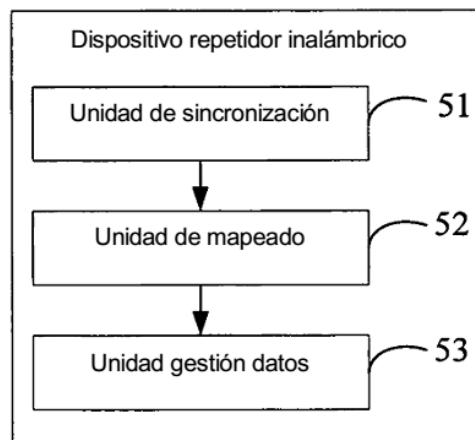 Dispositivo repetidor inalámbrico
Unidad de sincronización
51
Unidad de mapeado
52
Unidad gestión datos
53